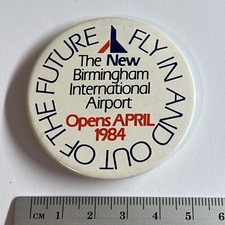 FLY IN AND OUT OF THE FUTURE
The New
Birmingham
International
Airport
Opens APRIL
1984
CM 1 2 3 4 5 6